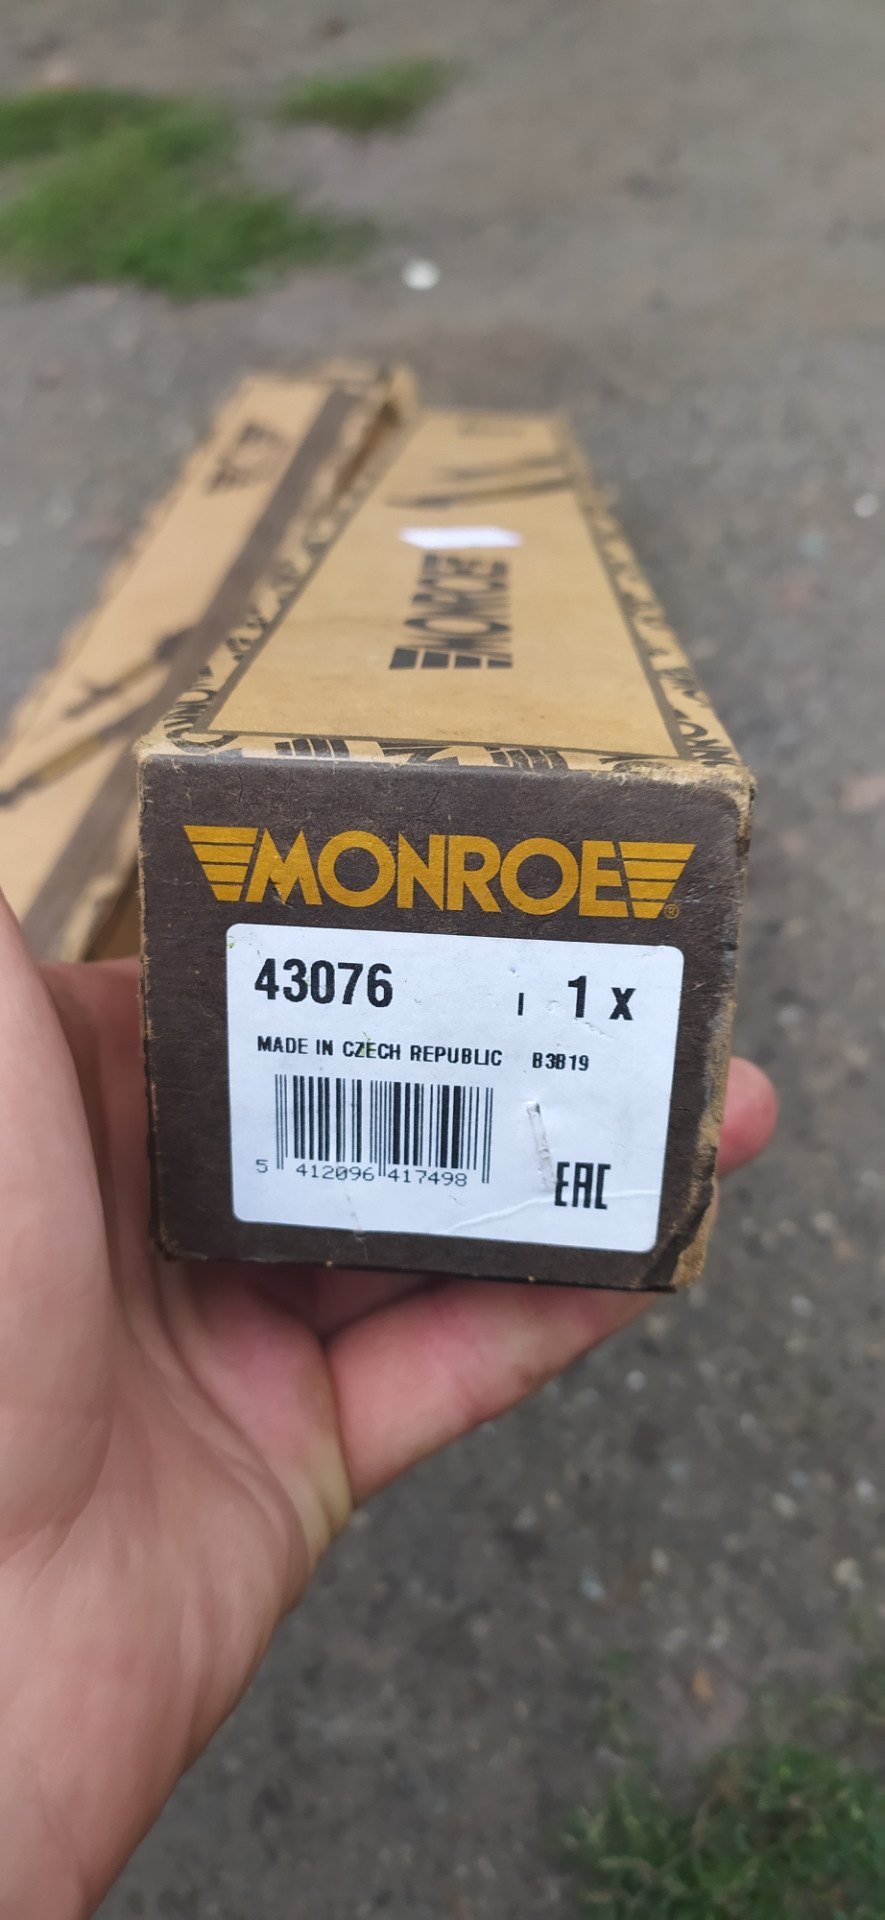 MONROE
MONROE®
43076 1 x
MADE IN CZECH REPUBLIC B3B19
5 412096 417498
EAC